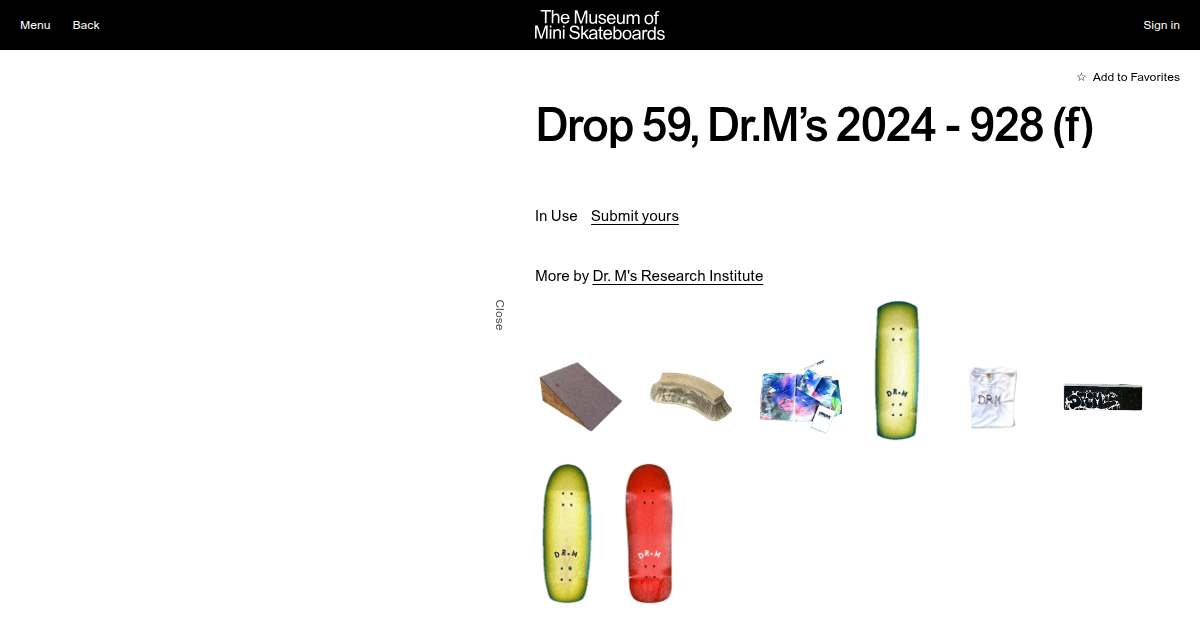 Menu Back
The Museum of
Mini Skateboards
Sign in
☆ Add to Favorites
Drop 59, Dr.M’s 2024 - 928 (f)
In Use Submit yours
More by Dr. M's Research Institute
Close
DR•M
DRM
DR•M
DR•M